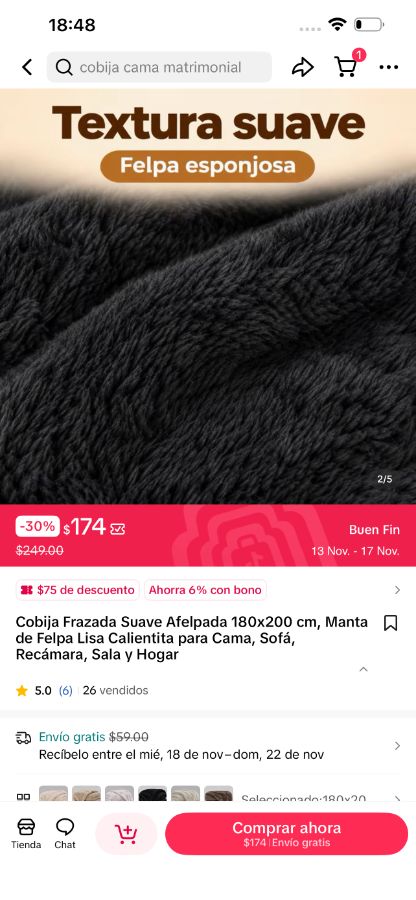 18:48
cobija cama matrimonial
1
Textura suave
Felpa esponjosa
2/5
-30% $174
Buen Fin
$249.00
13 Nov. - 17 Nov.
$75 de descuento
Ahorra 6% con bono
Cobija Frazada Suave Afelpada 180x200 cm, Manta
de Felpa Lisa Calientita para Cama, Sofá,
Recámara, Sala y Hogar
5.0 (6) 26 vendidos
Envío gratis $59.00
Recíbelo entre el mié, 18 de nov–dom, 22 de nov
Seleccionado:180x20
Comprar ahora
$174 | Envío gratis
Tienda
Chat